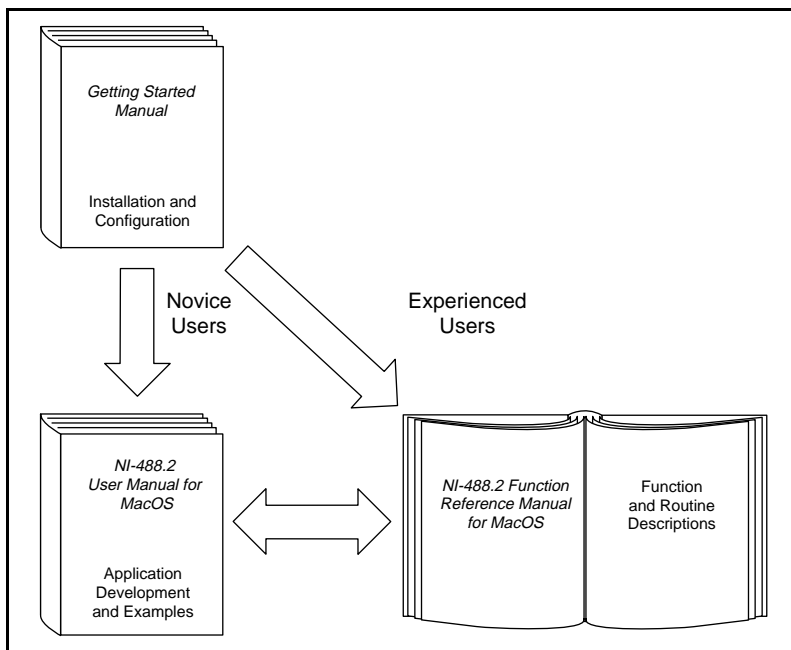 Getting Started
Manual
Installation and
Configuration
Novice
Users
Experienced
Users
NI-488.2
User Manual for
MacOS
Application
Development
and Examples
NI-488.2 Function
Reference Manual
for MacOS
Function
and Routine
Descriptions